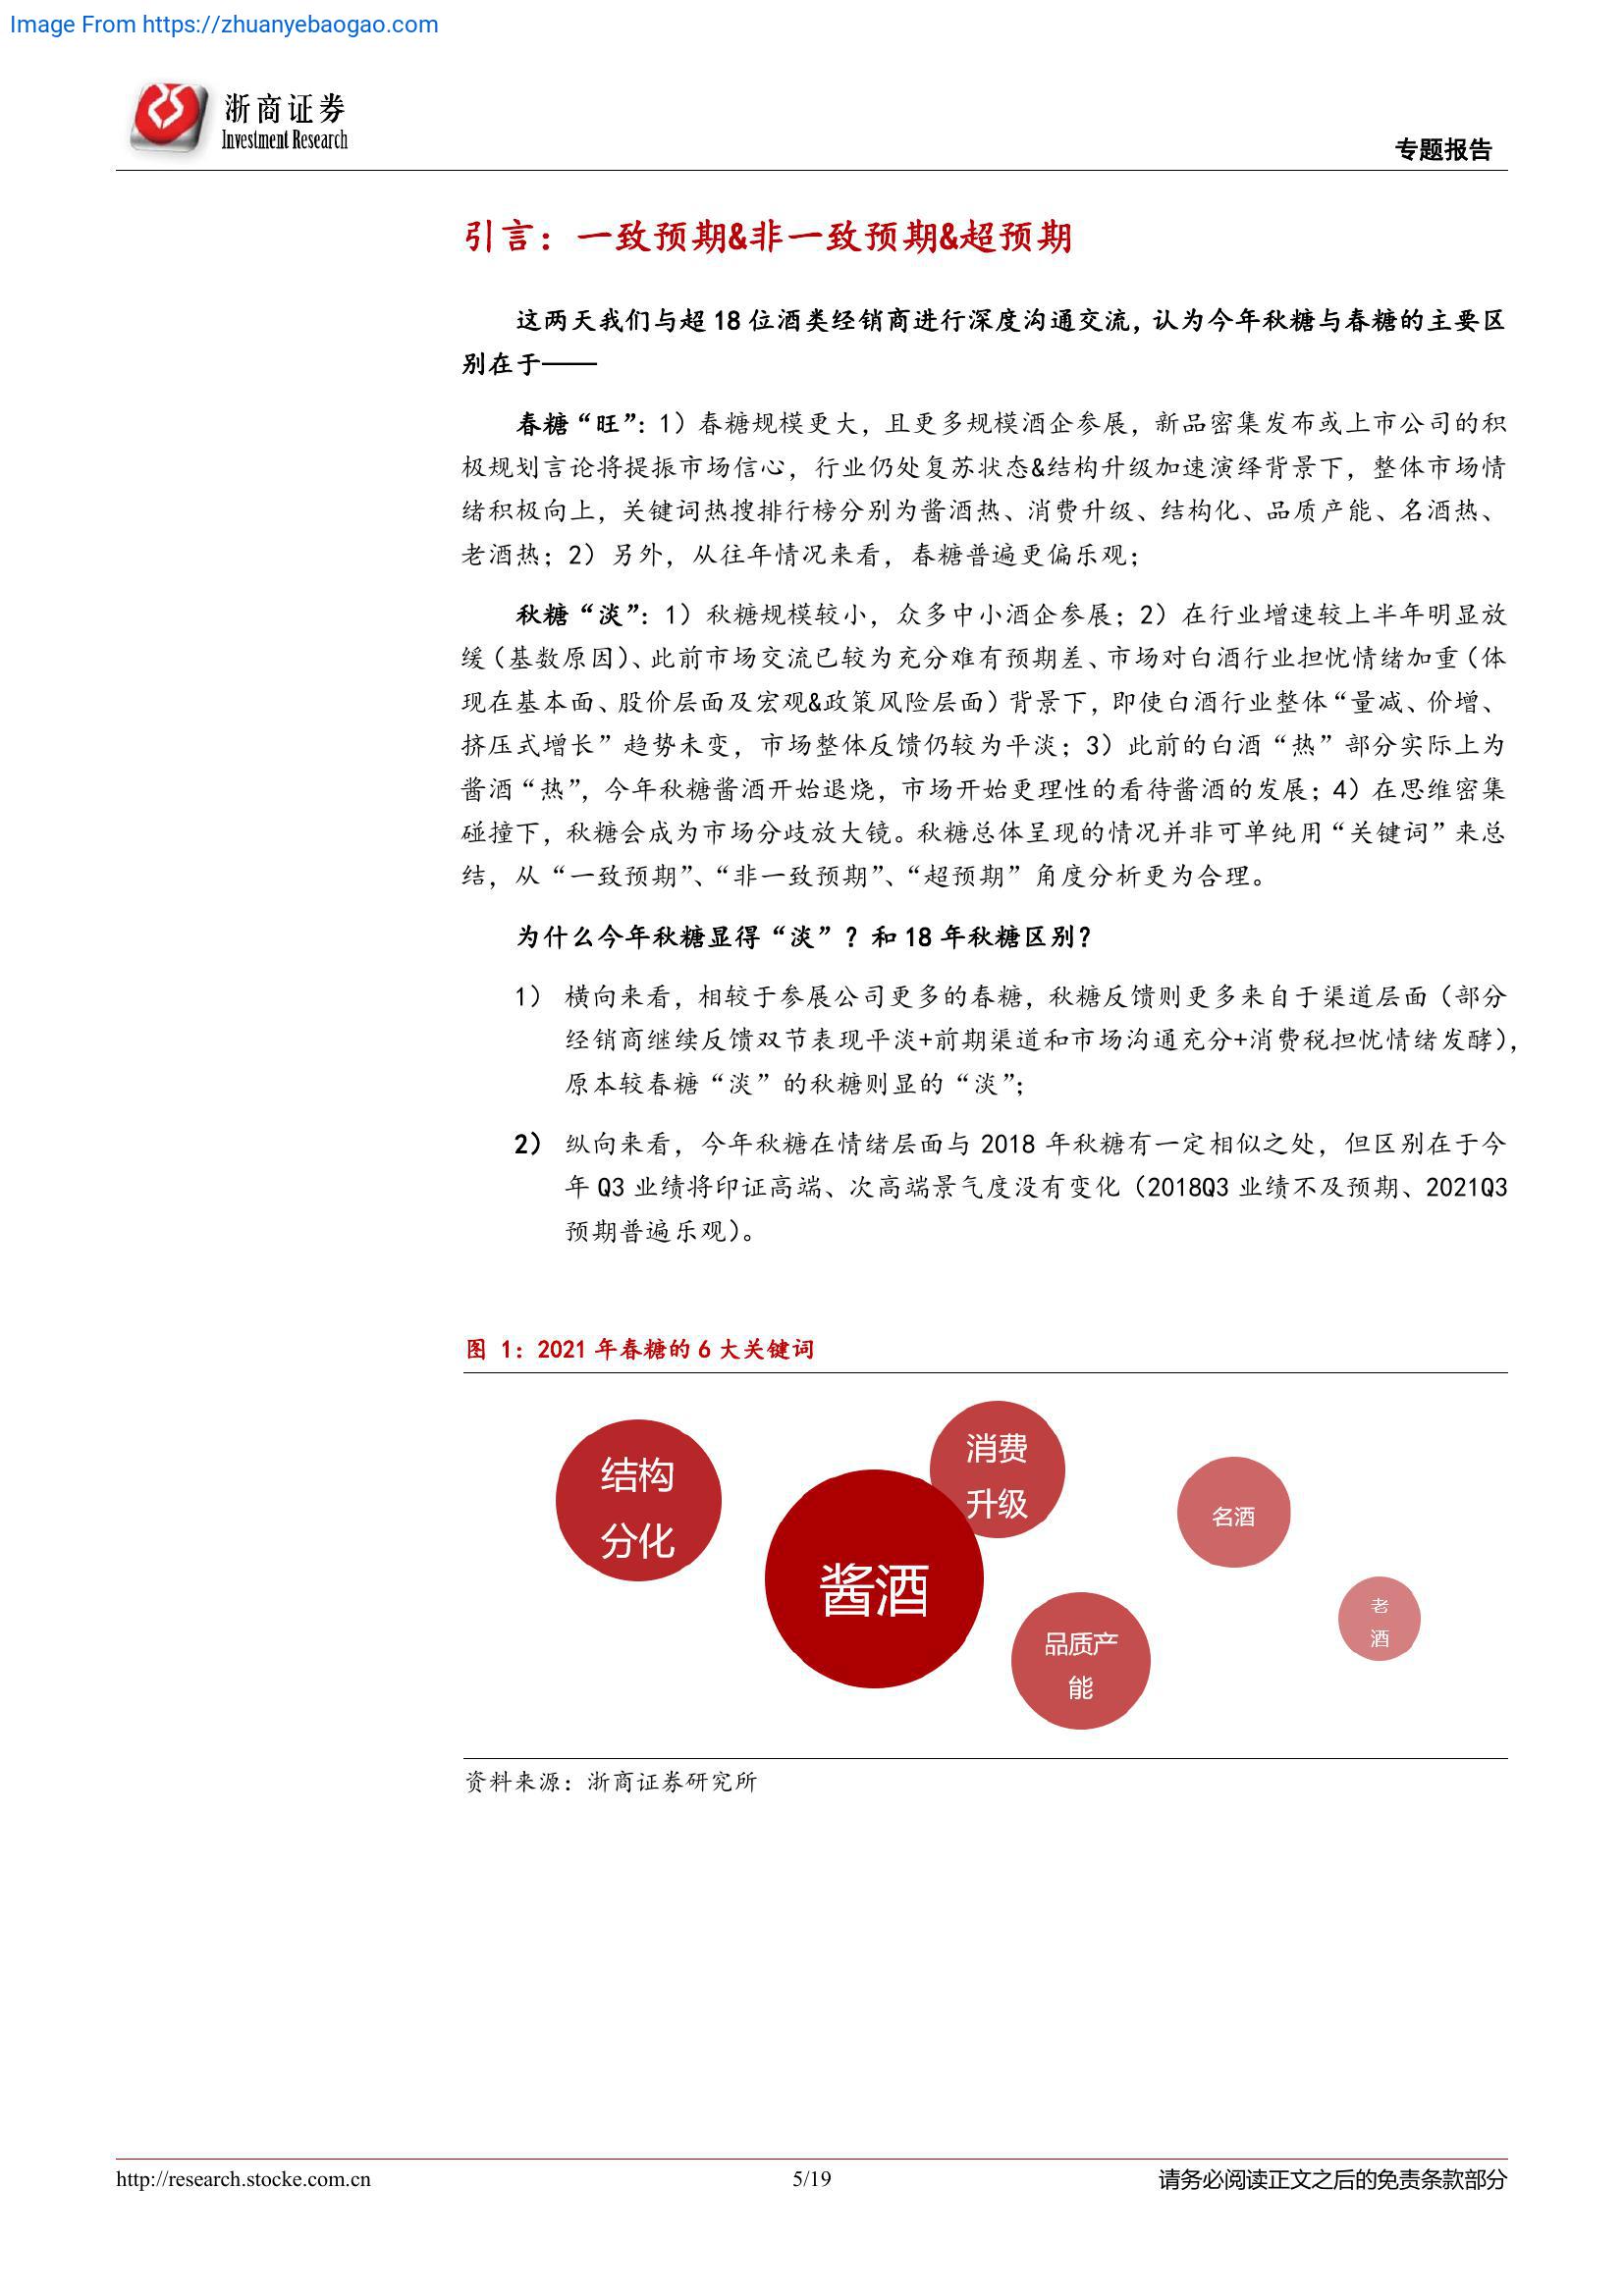 Image From https://zhuanyebaogao.com
浙商证券
Investment Research
专题报告
引言：一致预期&非一致预期&超预期
这两天我们与超 18 位酒类经销商进行深度沟通交流，认为今年秋糖与春糖的主要区
别在于——
春糖“旺”：1）春糖规模更大，且更多规模酒企参展，新品密集发布或上市公司的积
极规划言论将提振市场信心，行业仍处复苏状态&结构升级加速演绎背景下，整体市场情
绪积极向上，关键词热搜排行榜分别为酱酒热、消费升级、结构化、品质产能、名酒热、
老酒热；2）另外，从往年情况来看，春糖普遍更偏乐观；
秋糖“淡”：1）秋糖规模较小，众多中小酒企参展；2）在行业增速较上半年明显放
缓（基数原因）、此前市场交流已较为充分难有预期差、市场对白酒行业担忧情绪加重（体
现在基本面、股价层面及宏观&政策风险层面）背景下，即使白酒行业整体“量减、价增、
挤压式增长”趋势未变，市场整体反馈仍较为平淡；3）此前的白酒“热”部分实际上为
酱酒“热”，今年秋糖酱酒开始退烧，市场开始更理性的看待酱酒的发展；4）在思维密集
碰撞下，秋糖会成为市场分歧放大镜。秋糖总体呈现的情况并非可单纯用“关键词”来总
结，从“一致预期”、“非一致预期”、“超预期”角度分析更为合理。
为什么今年秋糖显得“淡”？和 18 年秋糖区别？
1） 横向来看，相较于参展公司更多的春糖，秋糖反馈则更多来自于渠道层面（部分
经销商继续反馈双节表现平淡+前期渠道和市场沟通充分+消费税担忧情绪发酵），
原本较春糖“淡”的秋糖则显的“淡”；
2） 纵向来看，今年秋糖在情绪层面与 2018 年秋糖有一定相似之处，但区别在于今
年 Q3 业绩将印证高端、次高端景气度没有变化（2018Q3 业绩不及预期、2021Q3
预期普遍乐观）。
图 1：2021 年春糖的 6 大关键词
结构
分化
酱酒
消费
升级
品质产
能
名酒
老
酒
资料来源：浙商证券研究所
http://research.stocke.com.cn
5/19
请务必阅读正文之后的免责条款部分